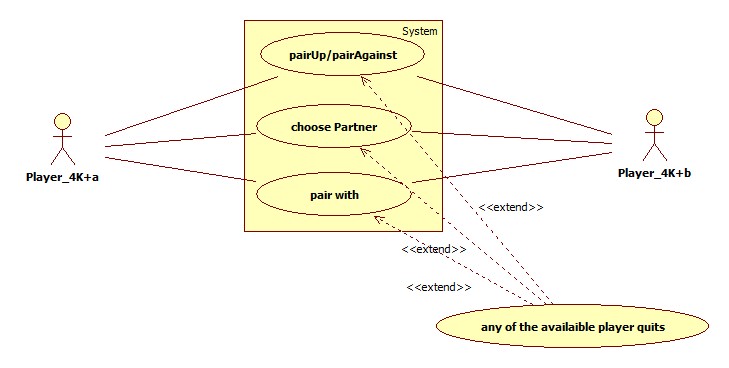 System
pairUp/pairAgainst
choose Partner
Player_4K+a
Player_4K+b
pair with
<<extend>>
<<extend>>
<<extend>>
any of the availaible player quits